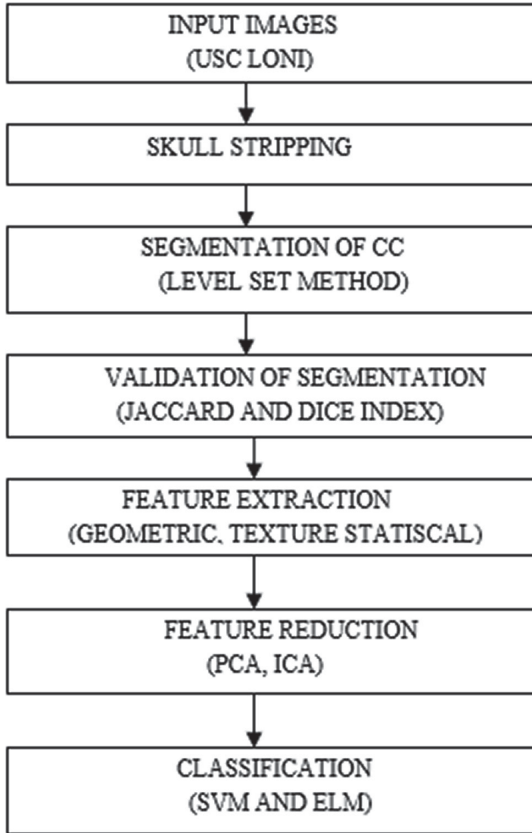 INPUT IMAGES
(USC LONI)
SKULL STRIPPING
SEGMENTATION OF CC
(LEVEL SET METHOD)
VALIDATION OF SEGMENTATION
(JACCARD AND DICE INDEX)
FEATURE EXTRACTION
(GEOMETRIC, TEXTURE STATISCAL)
FEATURE REDUCTION
(PCA, ICA)
CLASSIFICATION
(SVM AND ELM)